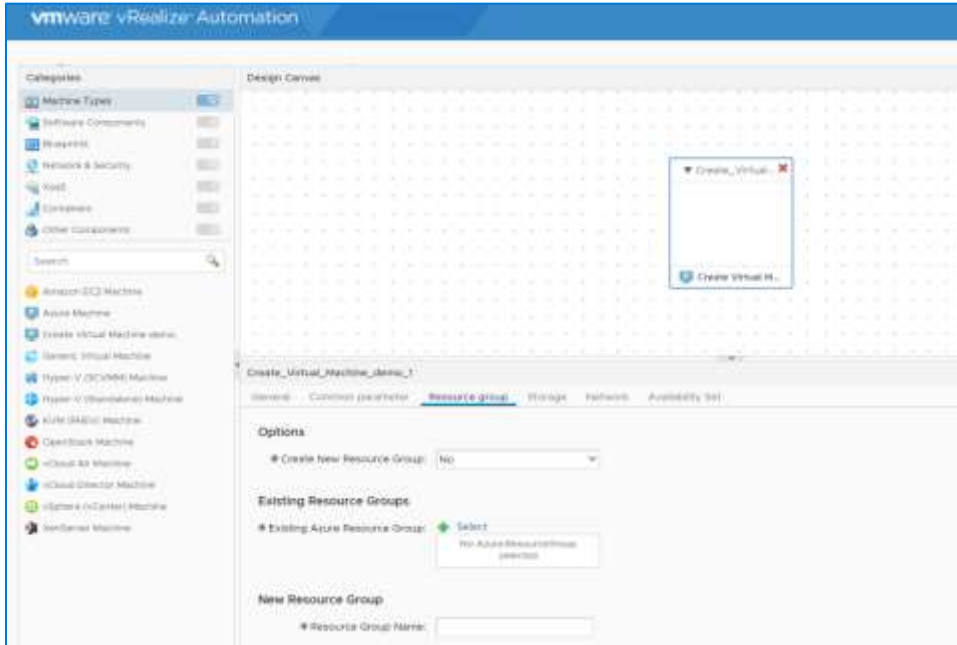 vmware vRealize Automation
Categories
Design Canvas
Machine Types
Software Components
Blueprints
Network & Security
XaaS
Containers
Other Components
Search
Amazon EC2 Machine
Azure Machine
Create Virtual Machine demo
Generic Virtual Machine
Hyper-V (SCVMM) Machine
Hyper-V (Standalone) Machine
KVM (RHEV) Machine
OpenStack Machine
vCloud Air Machine
vCloud Director Machine
vSphere (vCenter) Machine
XenServer Machine
Create_Virtual...
Create Virtual M...
Create_Virtual_Machine_demo_1
General Common parameter Resource group Storage Network Availability Set
Options
* Create New Resource Group: No
Existing Resource Groups
* Existing Azure Resource Group: Select
No AzureResourceGroup
selected
New Resource Group
* Resource Group Name: